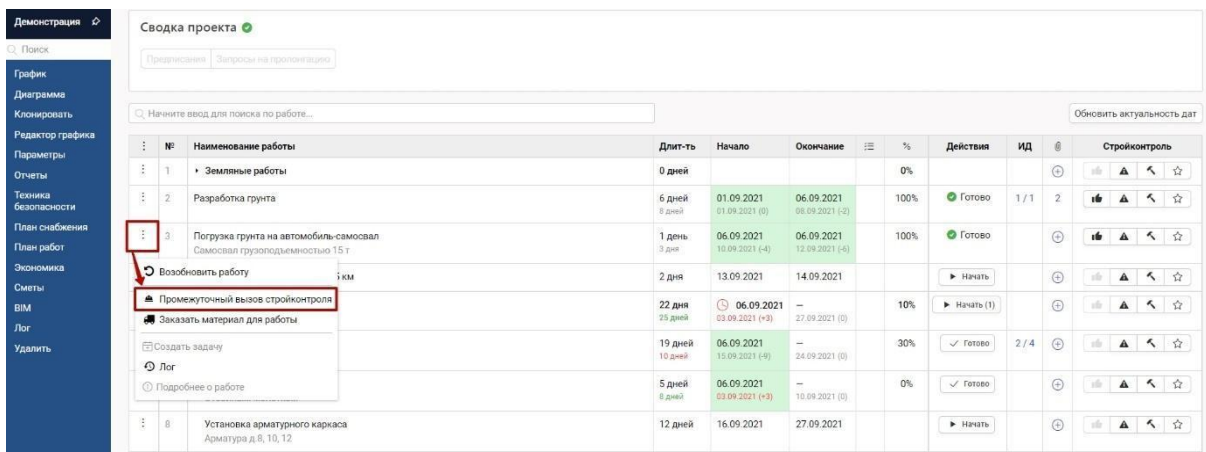 Демонстрация
Поиск
График
Диаграмма
Клонировать
Редактор графика
Параметры
Отчеты
Техника
безопасности
План снабжения
План работ
Экономика
Сметы
BIM
Лог
Удалить
Сводка проекта
Предписания Запросы на пролонгацию
Начните ввод для поиска по работе...
Обновить актуальность дат
№ Наименование работы Длит-ть Начало Окончание % Действия ИД Стройконтроль
1 Земляные работы 0 дней 0%
2 Разработка грунта 6 дней 01.09.2021 06.09.2021 100% Готово 1 / 1 2
8 дней 01.09.2021 (0) 08.09.2021 (-2)
3 Погрузка грунта на автомобиль-самосвал 1 день 06.09.2021 06.09.2021 100% Готово
Самосвал грузоподъемностью 15 т 3 дня 10.09.2021 (-4) 12.09.2021 (-6)
Возобновить работу
5 км 2 дня 13.09.2021 14.09.2021 Начать
Промежуточный вызов стройконтроля
22 дня 06.09.2021 – 10% Начать (1)
25 дней 03.09.2021 (+3) 27.09.2021 (0)
Заказать материал для работы
19 дней 06.09.2021 – 30% Готово 2 / 4
10 дней 15.09.2021 (-9) 24.09.2021 (0)
Создать задачу
Лог
Подробнее о работе
5 дней 06.09.2021 – 0% Готово
8 дней 03.09.2021 (+3) 10.09.2021 (0)
8 Установка арматурного каркаса 12 дней 16.09.2021 27.09.2021 Начать
Арматура д.8, 10, 12